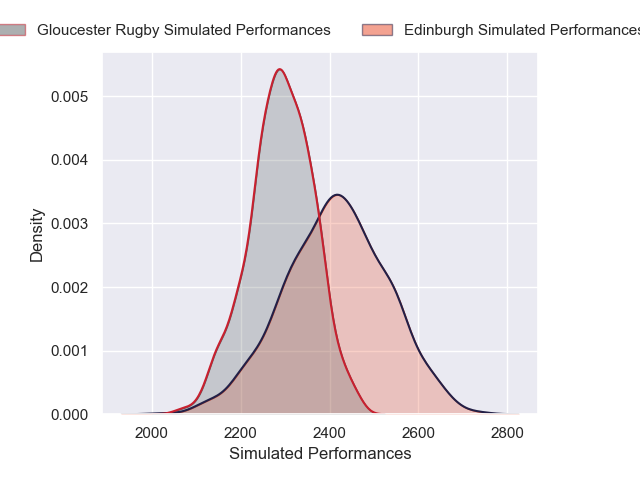 Gloucester Rugby Simulated Performances
Edinburgh Simulated Performances
0.005
0.004
0.003
0.002
0.001
0.000
Density
2000
2200
2400
2600
2800
Simulated Performances